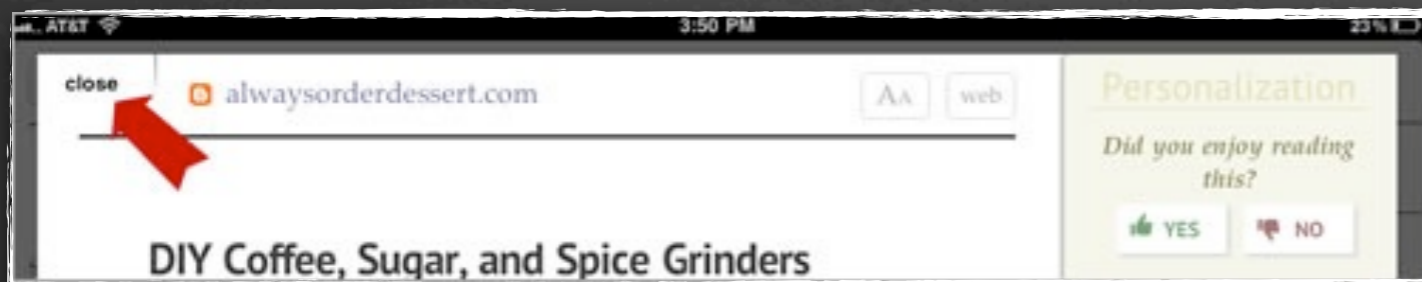 AT&T 3:50 PM 23%
close
alwaysorderdessert.com AA web
Personalization
Did you enjoy reading
this?
YES NO
DIY Coffee, Sugar, and Spice Grinders